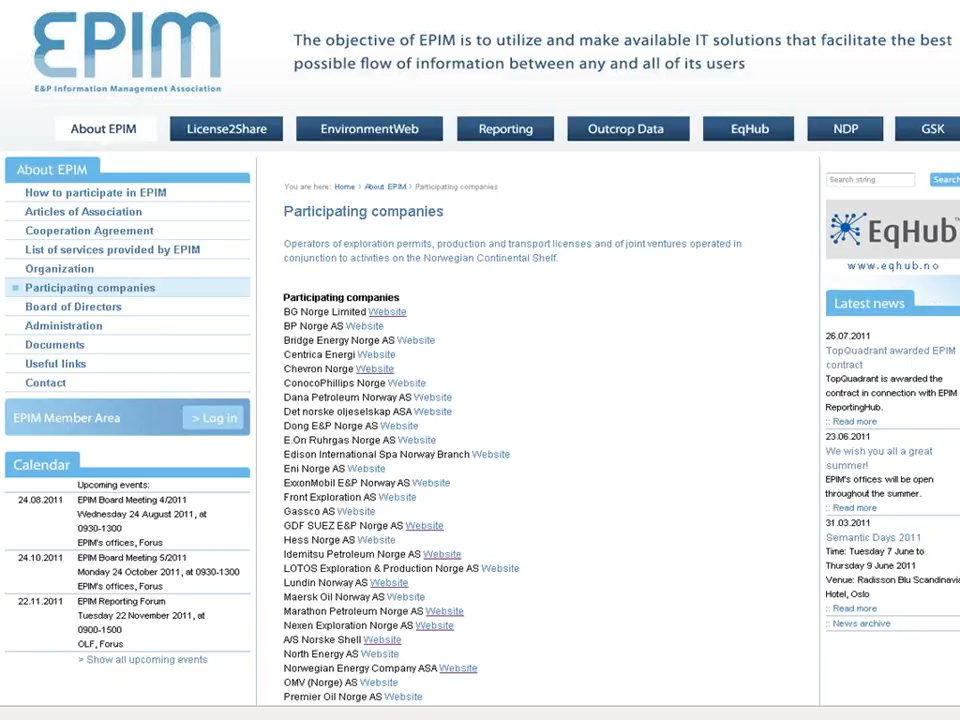 EPIM
E&P Information Management Association
The objective of EPIM is to utilize and make available IT solutions that facilitate the best
possible flow of information between any and all of its users
About EPIM
License2Share
EnvironmentWeb
Reporting
Outcrop Data
EqHub
NDP
GSK
About EPIM
How to participate in EPIM
Articles of Association
Cooperation Agreement
List of services provided by EPIM
Organization
Participating companies
Board of Directors
Administration
Documents
Useful links
Contact
EPIM Member Area
> Log in
Calendar
Upcoming events:
24.08.2011 EPIM Board Meeting 4/2011
Wednesday 24 August 2011, at
0930-1300
EPIM's offices, Forus
24.10.2011 EPIM Board Meeting 5/2011
Monday 24 October 2011, at 0930-1300
EPIM's offices, Forus
22.11.2011 EPIM Reporting Forum
Tuesday 22 November 2011, at
0900-1500
OLF, Forus
> Show all upcoming events
You are here: Home > About EPIM > Participating companies
Participating companies
Operators of exploration permits, production and transport licenses and of joint ventures operated in
conjunction to activities on the Norwegian Continental Shelf.
Participating companies
BG Norge Limited Website
BP Norge AS Website
Bridge Energy Norge AS Website
Centrica Energi Website
Chevron Norge Website
ConocoPhillips Norge Website
Dana Petroleum Norway AS Website
Det norske oljeselskap ASA Website
Dong E&P Norge AS Website
E.On Ruhrgas Norge AS Website
Edison International Spa Norway Branch Website
Eni Norge AS Website
ExxonMobil E&P Norway AS Website
Front Exploration AS Website
Gassco AS Website
GDF SUEZ E&P Norge AS Website
Hess Norge AS Website
Idemitsu Petroleum Norge AS Website
LOTOS Exploration & Production Norge AS Website
Lundin Norway AS Website
Maersk Oil Norway AS Website
Marathon Petroleum Norge AS Website
Nexen Exploration Norge AS Website
A/S Norske Shell Website
North Energy AS Website
Norwegian Energy Company ASA Website
OMV (Norge) AS Website
Premier Oil Norge AS Website
Search string
Search
EqHub
www.eqhub.no
Latest news
26.07.2011
TopQuadrant awarded EPIM
contract
TopQuadrant is awarded the
contract in connection with EPIM
ReportingHub.
:: Read more
23.06.2011
We wish you all a great
summer!
EPIM's offices will be open
throughout the summer.
:: Read more
31.03.2011
Semantic Days 2011
Time: Tuesday 7 June to
Thursday 9 June 2011
Venue: Radisson Blu Scandinavia
Hotel, Oslo
:: Read more
:: News archive